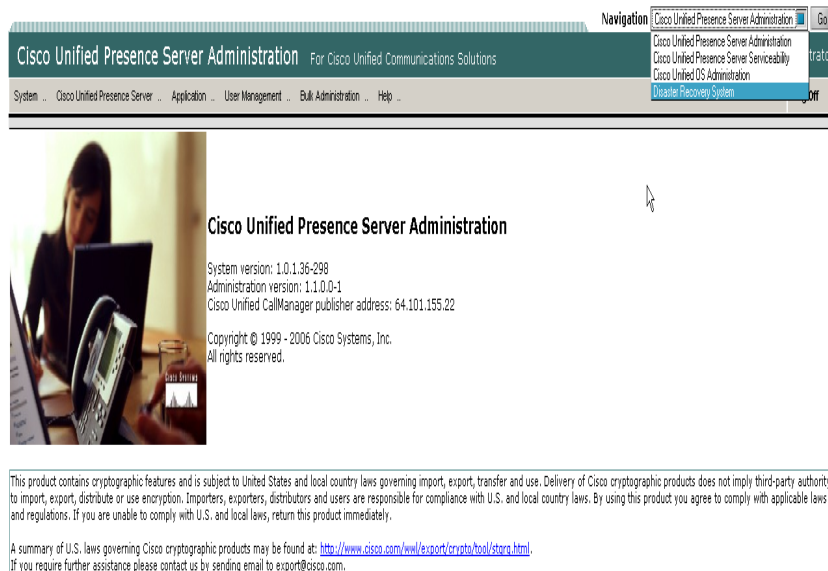 Navigation Cisco Unified Presence Server Administration Go
Cisco Unified Presence Server Administration
Cisco Unified Presence Server Serviceability
Cisco Unified OS Administration
Disaster Recovery System
Cisco Unified Presence Server Administration For Cisco Unified Communications Solutions
System .. Cisco Unified Presence Server .. Application .. User Management .. Bulk Administration .. Help .. Off
Cisco Unified Presence Server Administration
System version: 1.0.1.36-298
Administration version: 1.1.0.0-1
Cisco Unified CallManager publisher address: 64.101.155.22
Copyright © 1999 - 2006 Cisco Systems, Inc.
All rights reserved.
Cisco Systems
This product contains cryptographic features and is subject to United States and local country laws governing import, export, transfer and use. Delivery of Cisco cryptographic products does not imply third-party authority
to import, export, distribute or use encryption. Importers, exporters, distributors and users are responsible for compliance with U.S. and local country laws. By using this product you agree to comply with applicable laws
and regulations. If you are unable to comply with U.S. and local laws, return this product immediately.
A summary of U.S. laws governing Cisco cryptographic products may be found at: http://www.cisco.com/wwl/export/crypto/tool/stqrg.html.
If you require further assistance please contact us by sending email to export@cisco.com.